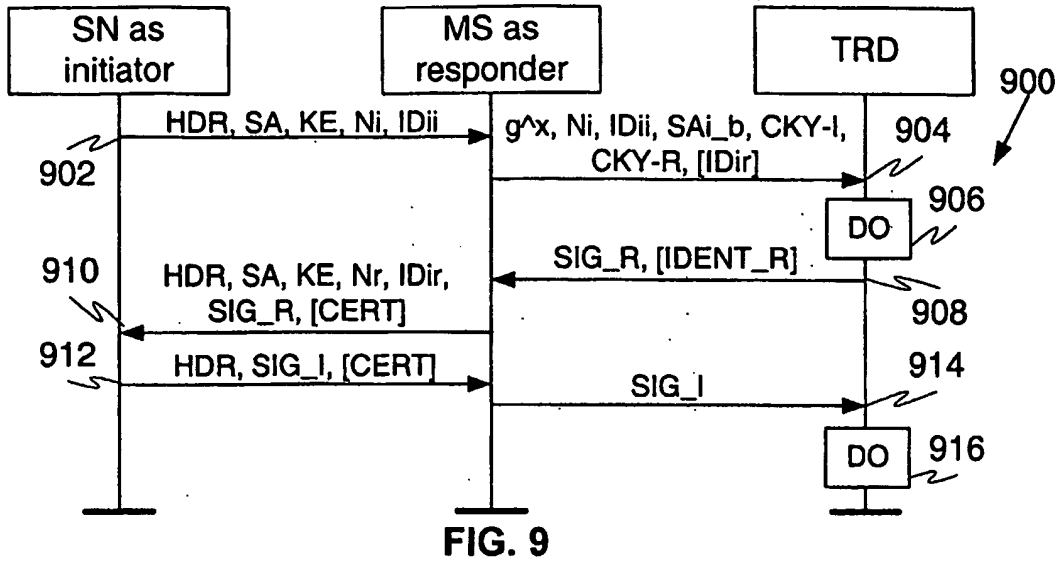 SN as
initiator
MS as
responder
TRD
900
HDR, SA, KE, Ni, IDii
902
g^x, Ni, IDii, SAi_b, CKY-I,
CKY-R, [IDir]
904
DO
906
SIG_R, [IDENT_R]
908
910
HDR, SA, KE, Nr, IDir,
SIG_R, [CERT]
912
HDR, SIG_I, [CERT]
SIG_I
914
DO
916
FIG. 9